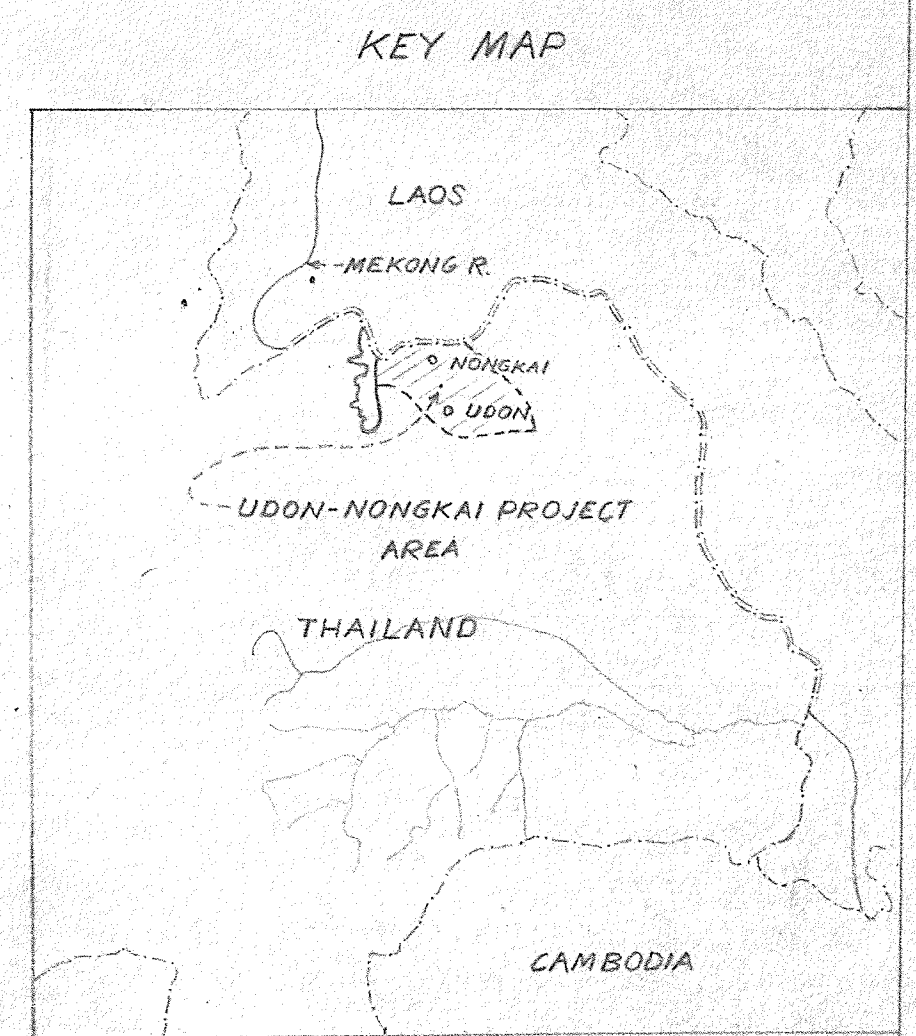 KEY MAP
LAOS
MEKONG R.
NONGKAI
UDON
UDON-NONGKAI PROJECT
AREA
THAILAND
CAMBODIA